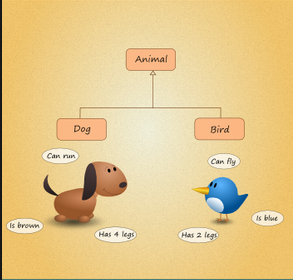 Animal
Dog
Bird
Can run
Can fly
Is brown
Has 4 legs
Has 2 legs
Is blue